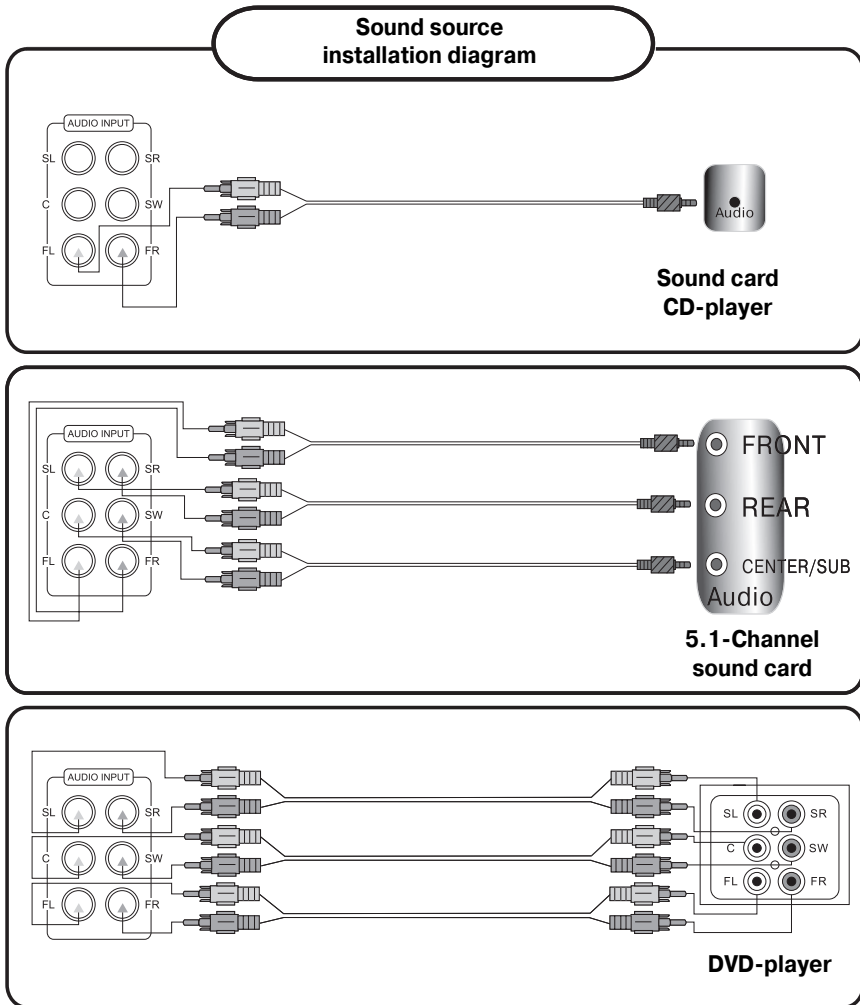 Sound source
installation diagram
AUDIO INPUT
SL SR
C SW
FL FR
Audio
Sound card
CD-player
AUDIO INPUT
SL SR
C SW
FL FR
FRONT
REAR
CENTER/SUB
Audio
5.1-Channel
sound card
AUDIO INPUT
SL SR
C SW
FL FR
SL SR
C SW
FL FR
DVD-player